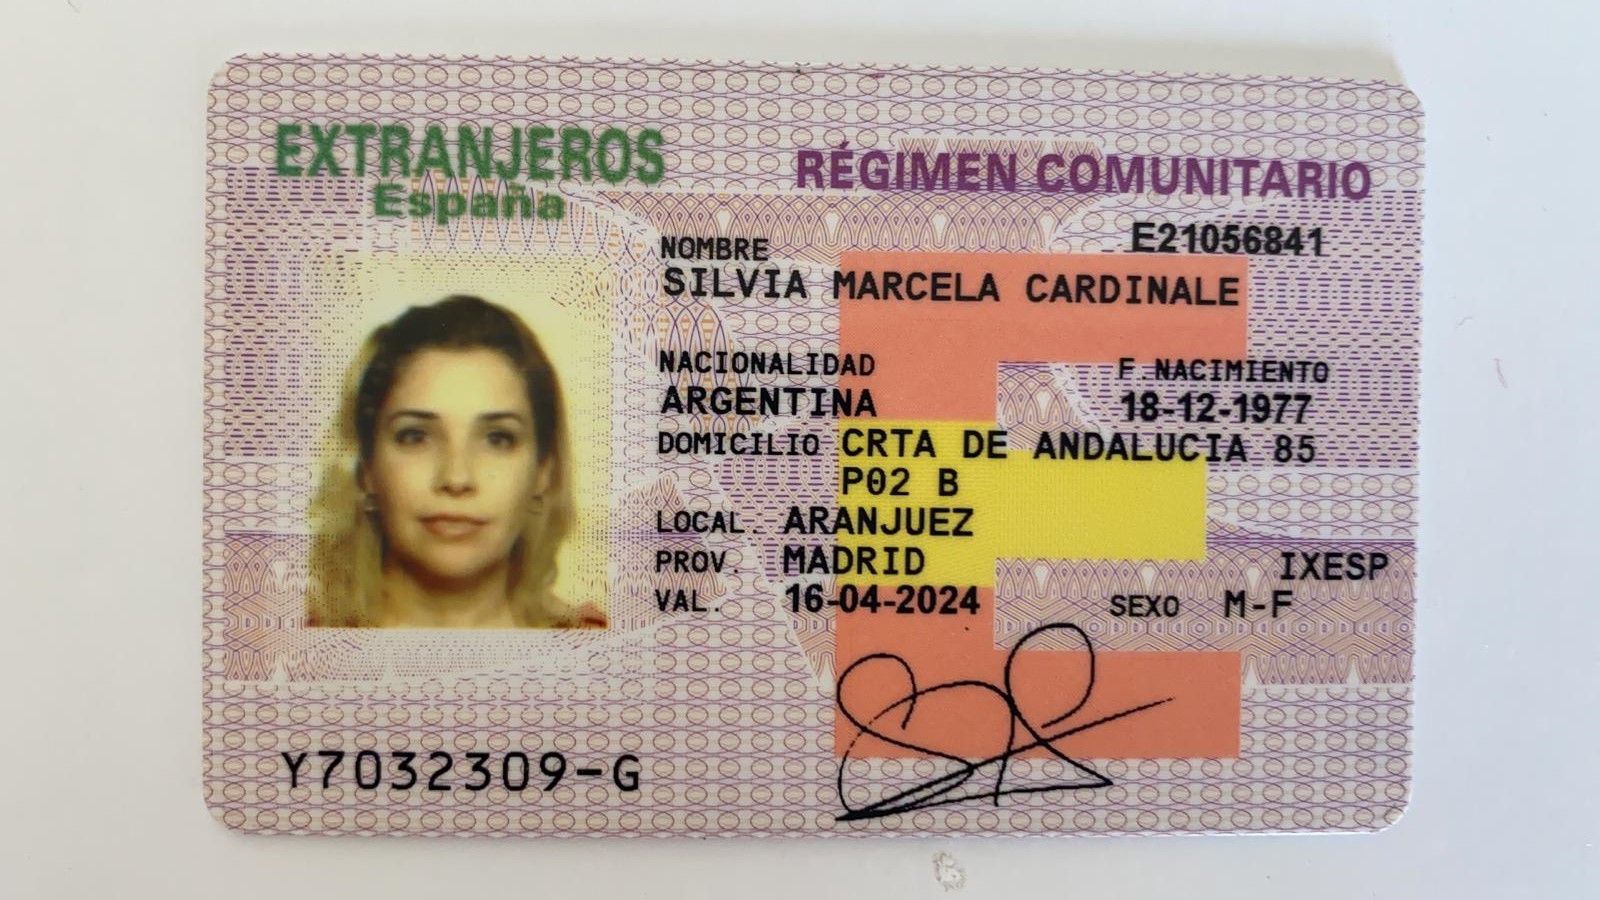 EXTRANJEROS
España
RÉGIMEN COMUNITARIO
E21056841
NOMBRE
SILVIA MARCELA CARDINALE
NACIONALIDAD
ARGENTINA
F.NACIMIENTO
18-12-1977
DOMICILIO CRTA DE ANDALUCIA 85
P02 B
LOCAL. ARANJUEZ
PROV. MADRID
IXESP
VAL. 16-04-2024
SEXO M-F
Y7032309-G